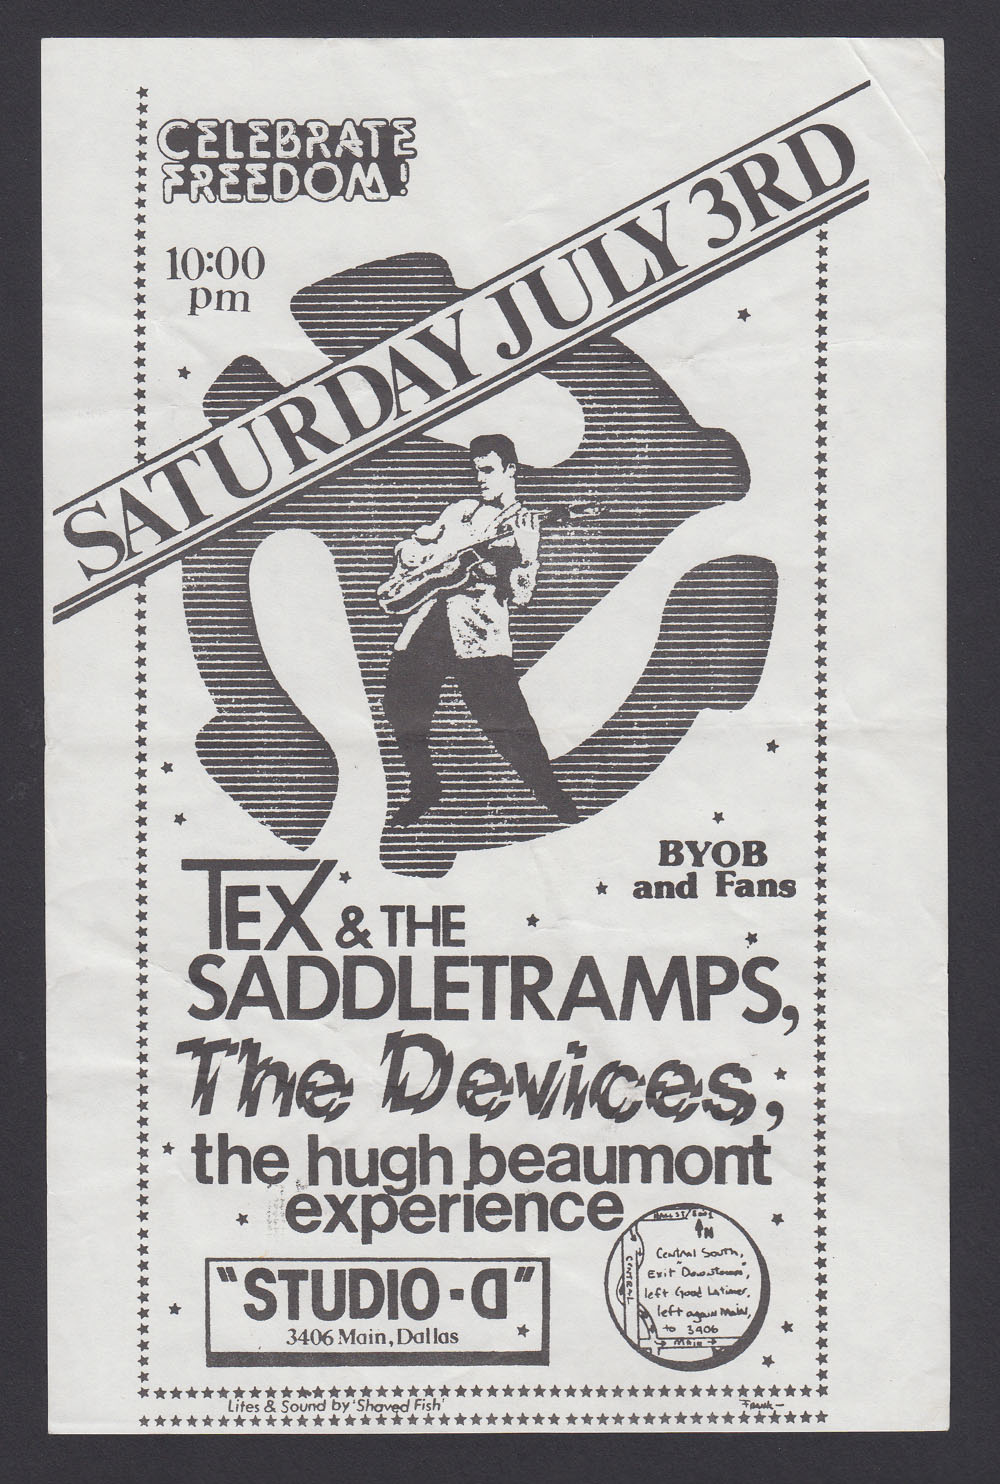 CELEBRATE
FREEDOM!
10:00
pm
SATURDAY JULY 3RD
BYOB
and Fans
TEX & THE
SADDLETRAMPS,
The Devices,
the hugh beaumont
experience
"STUDIO-a"
3406 Main, Dallas
N
CENTRAL
Central South,
Exit "Downtown",
left Good Latimer,
left again Main,
to 3406
MAIN
Lites & Sound by 'Shaved Fish'
Frank